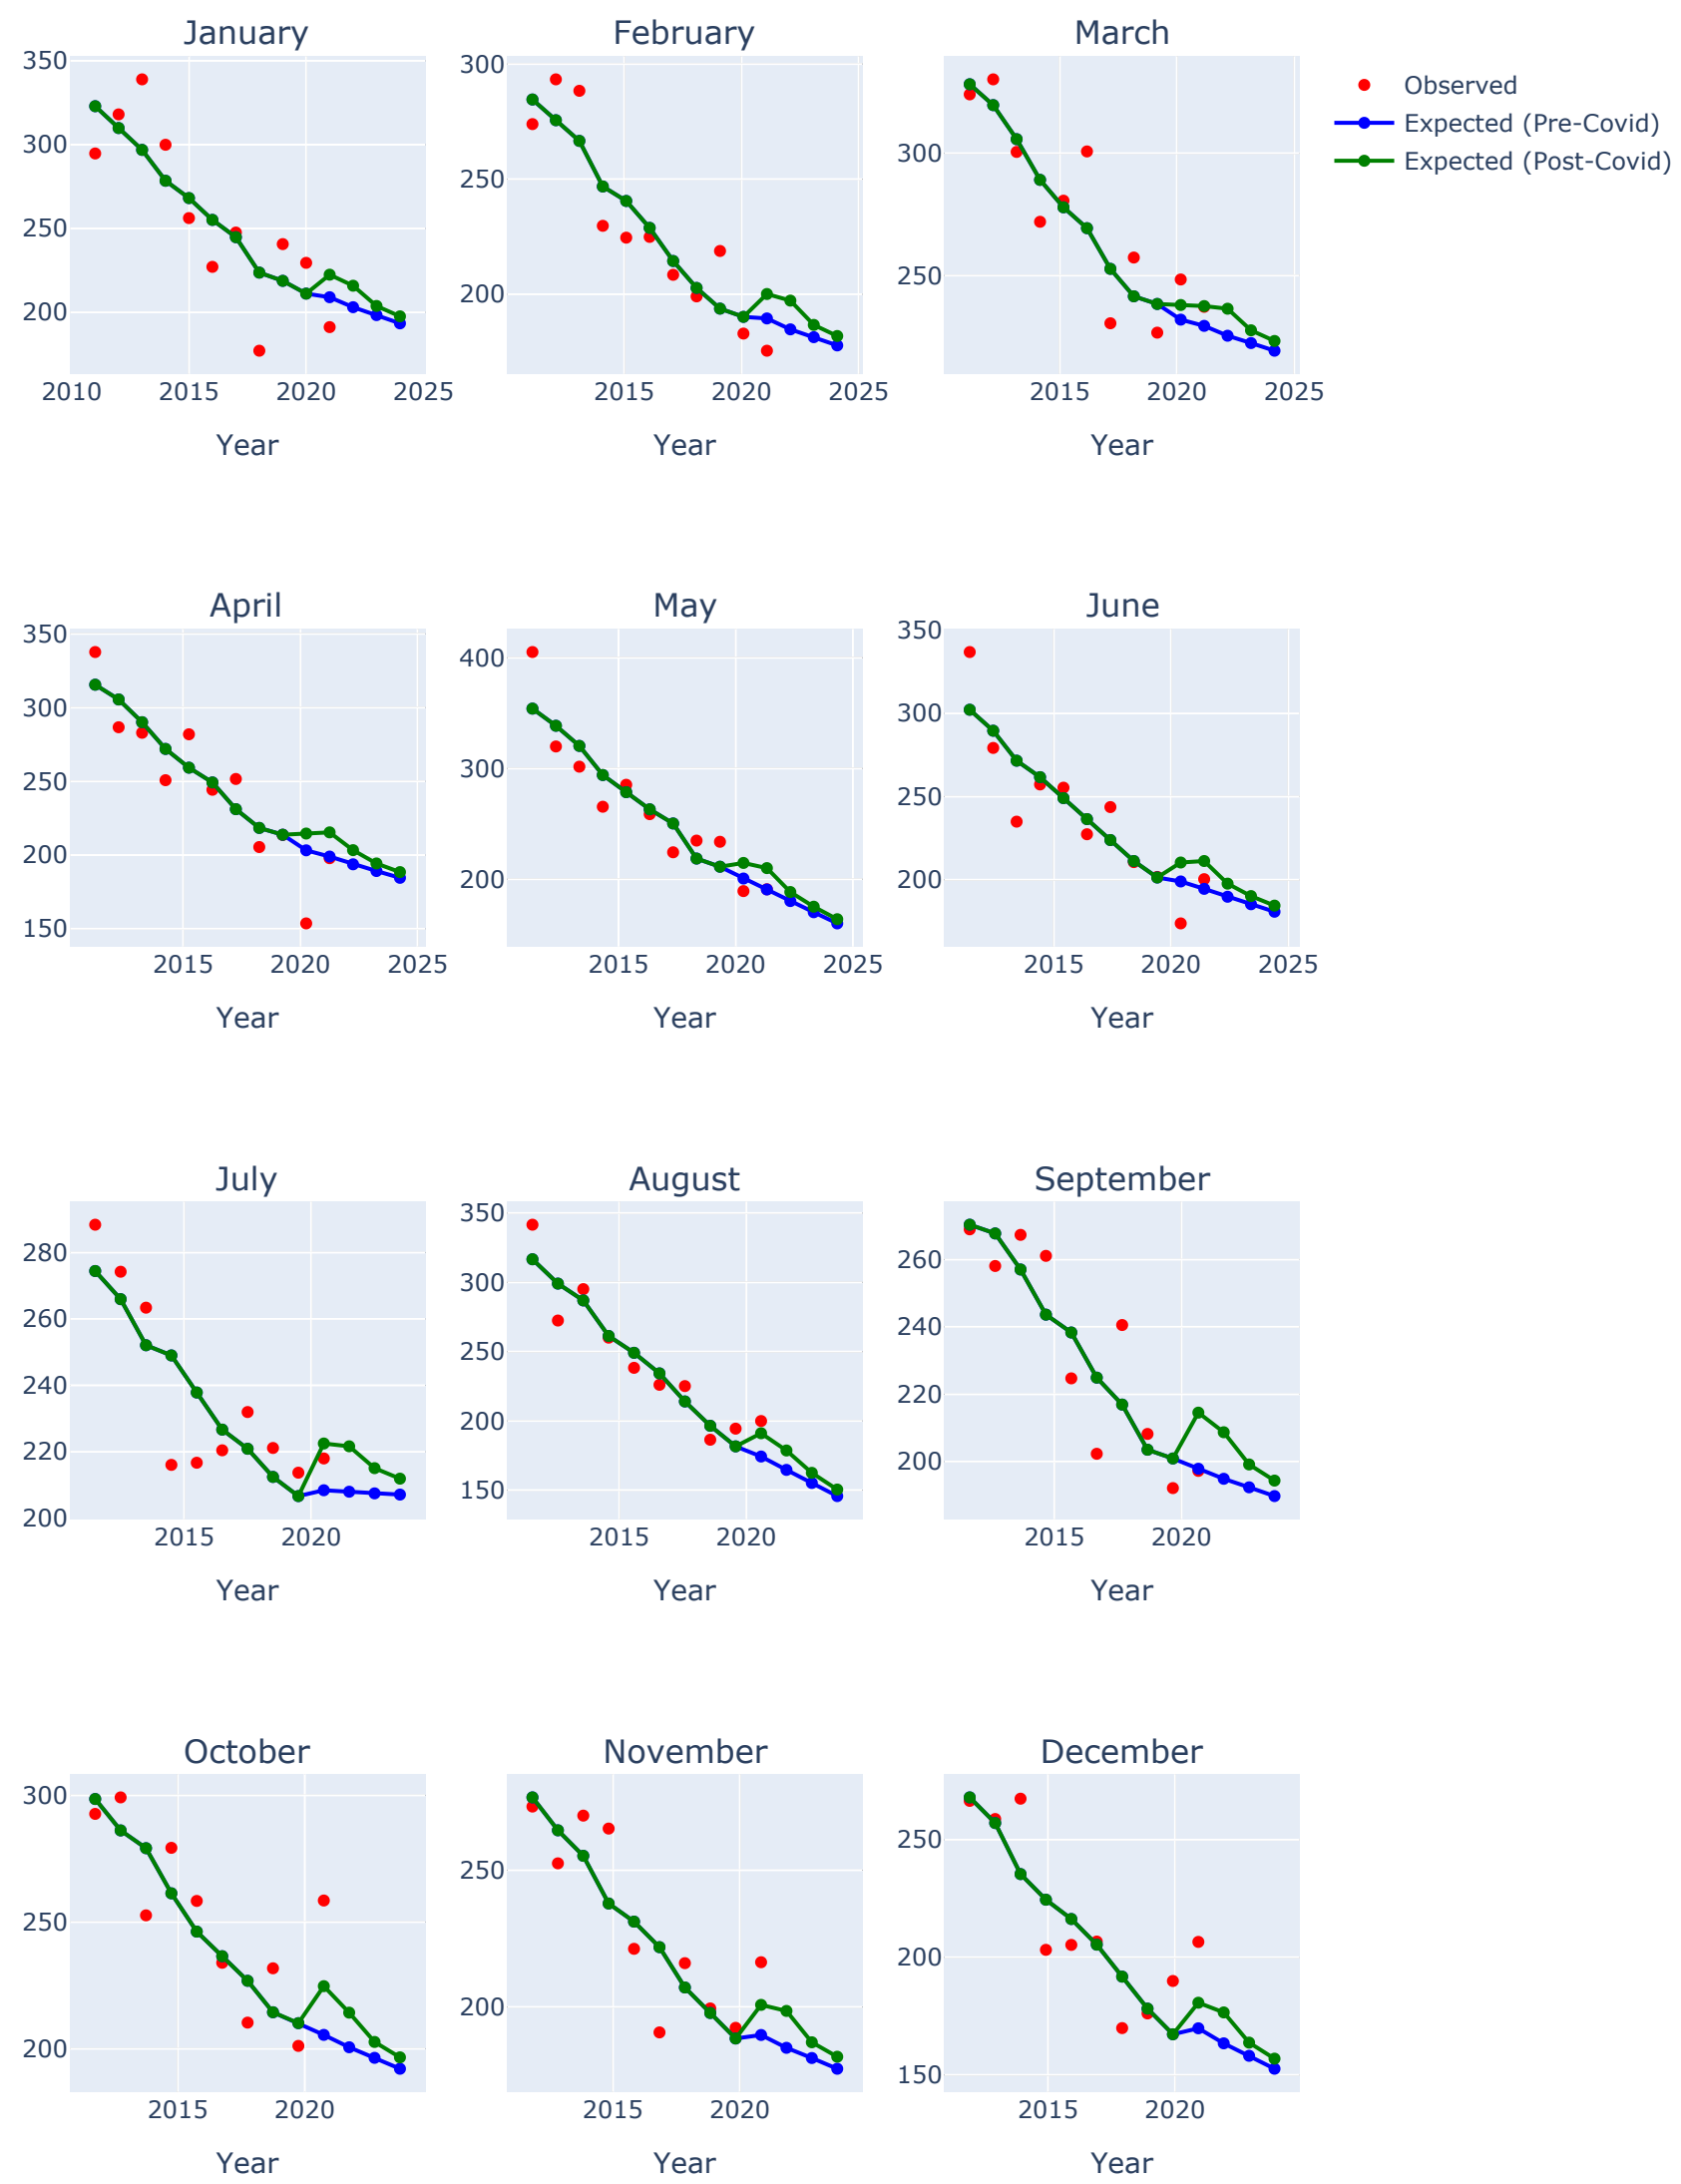 January
February
March
350
300
250
200
2010
2015
2020
2025
Year
300
250
200
2015
2020
2025
Year
300
250
2015
2020
2025
Year
Observed
Expected (Pre-Covid)
Expected (Post-Covid)
April
May
June
350
300
250
200
150
2015
2020
2025
Year
400
300
200
2015
2020
2025
Year
350
300
250
200
2015
2020
2025
Year
July
August
September
280
260
240
220
200
2015
2020
Year
350
300
250
200
150
2015
2020
Year
260
240
220
200
2015
2020
Year
October
November
December
300
250
200
2015
2020
Year
250
200
2015
2020
Year
250
200
150
2015
2020
Year